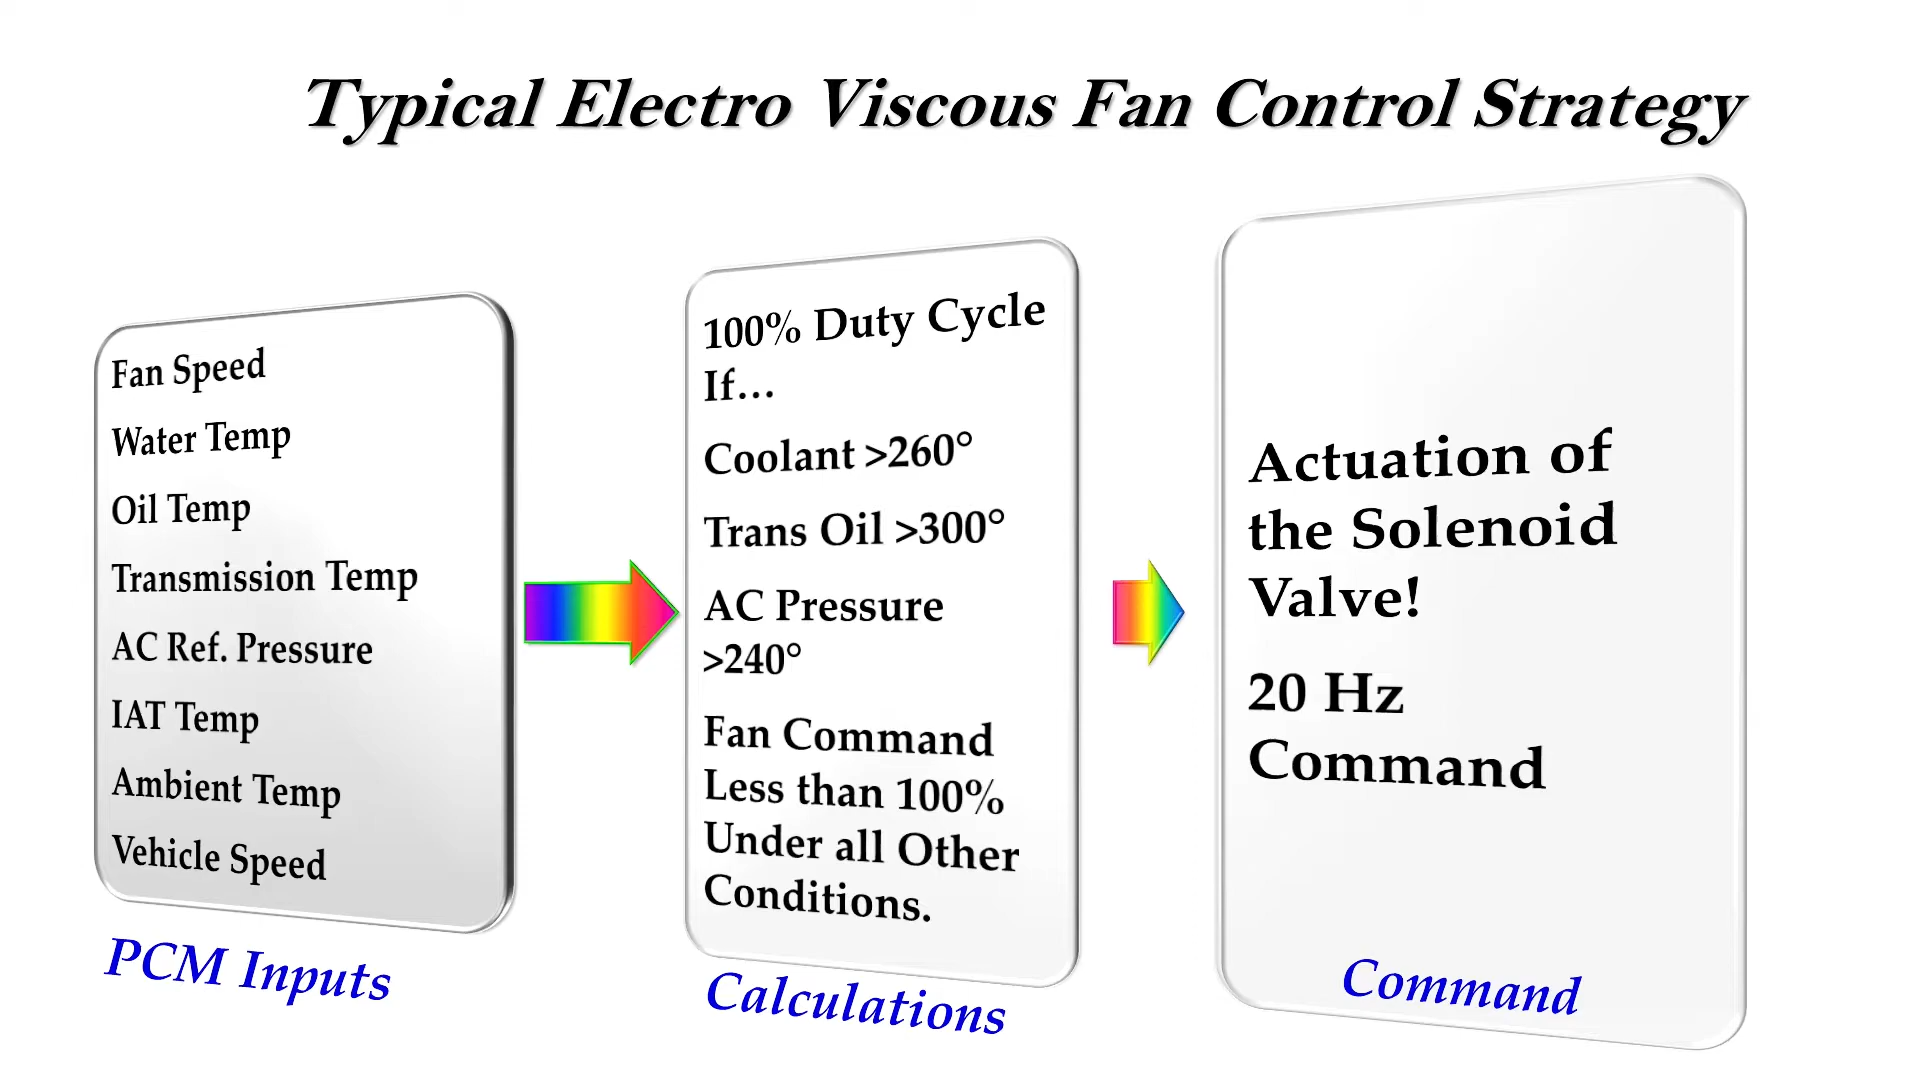 Typical Electro Viscous Fan Control Strategy
Fan Speed
Water Temp
Oil Temp
Transmission Temp
AC Ref. Pressure
IAT Temp
Ambient Temp
Vehicle Speed
PCM Inputs
100% Duty Cycle
If...
Coolant >260°
Trans Oil >300°
AC Pressure
>240°
Fan Command
Less than 100%
Under all Other
Conditions.
Calculations
Actuation of
the Solenoid
Valve!
20 Hz
Command
Command